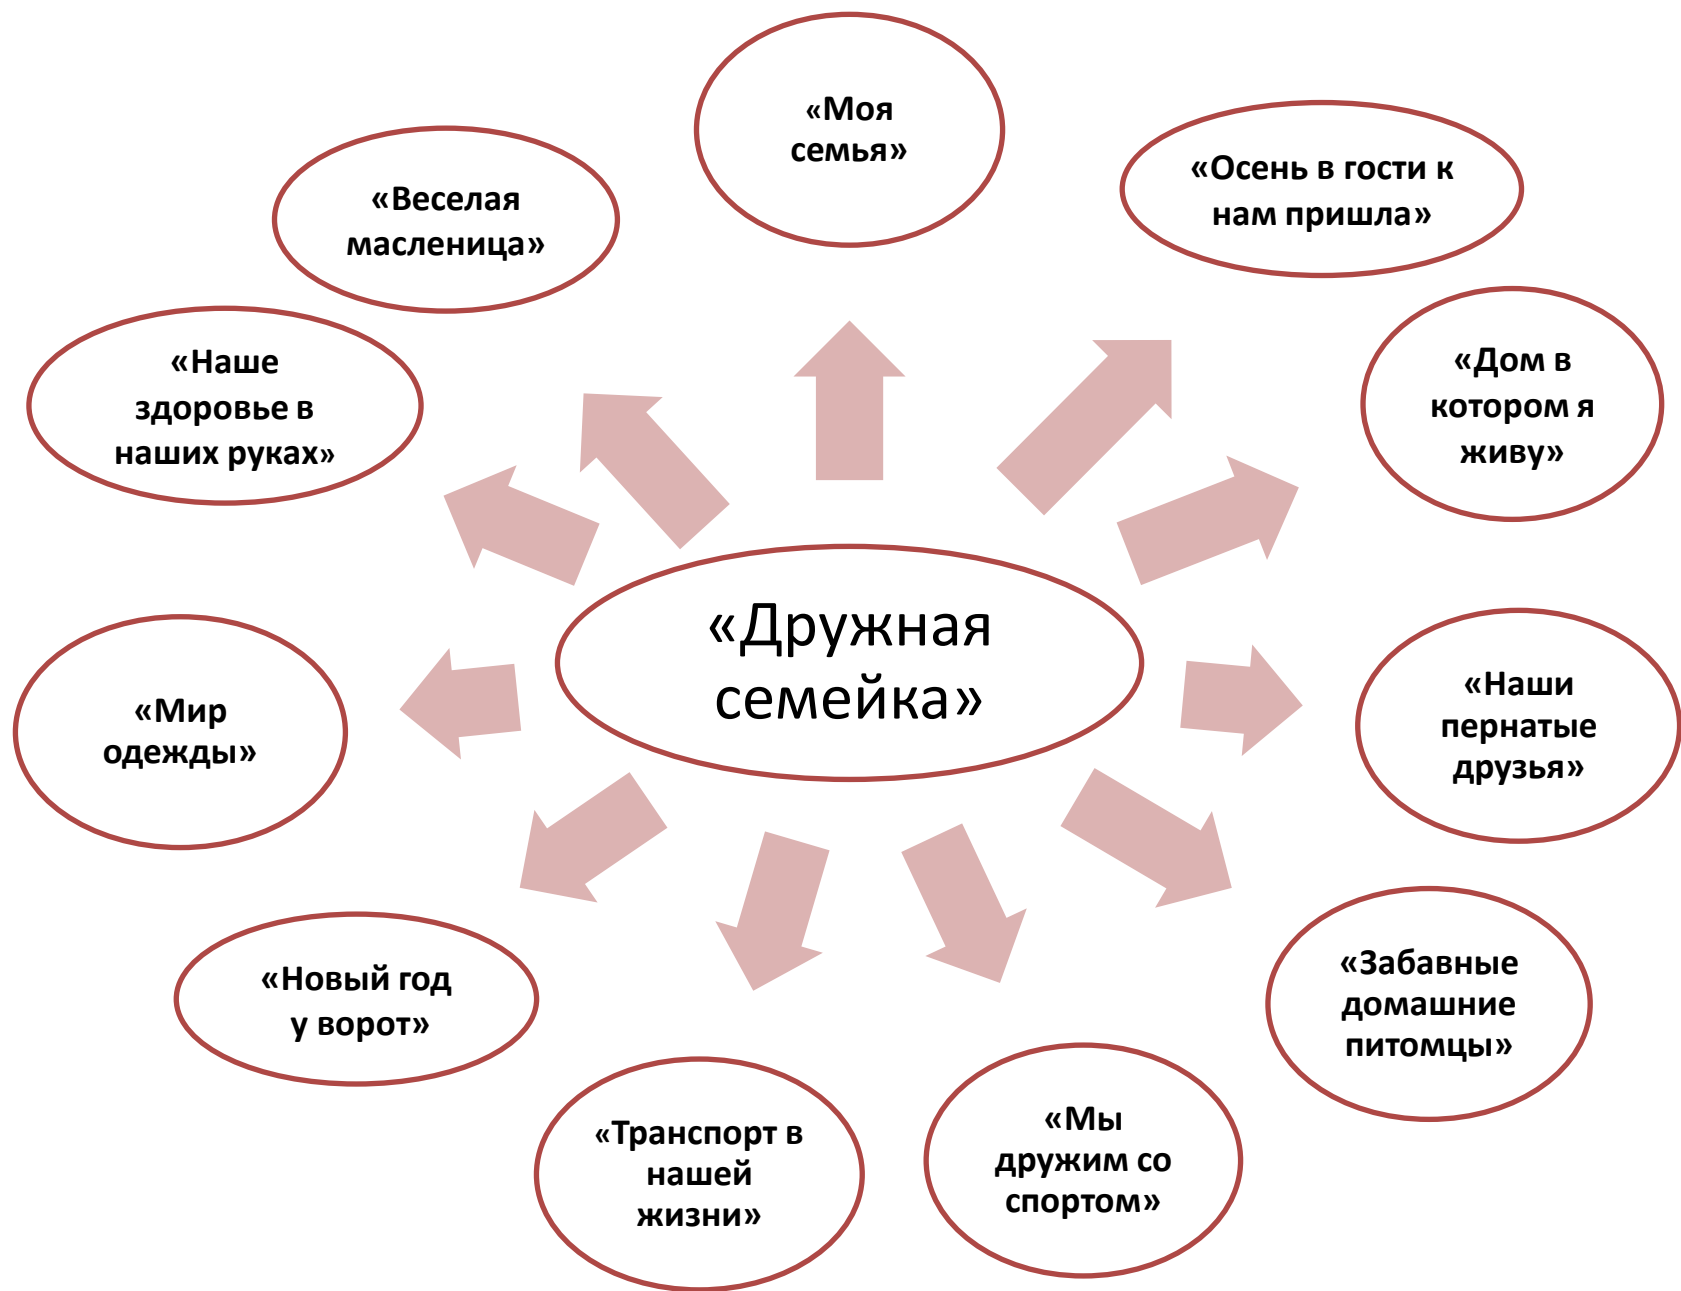 «Моя
семья»
«Осень в гости к
нам пришла»
«Дом в
котором я
живу»
«Наши
пернатые
друзья»
«Забавные
домашние
питомцы»
«Мы
дружим со
спортом»
«Транспорт в
нашей
жизни»
«Новый год
у ворот»
«Мир
одежды»
«Наше
здоровье в
наших руках»
«Веселая
масленица»
«Дружная
семейка»